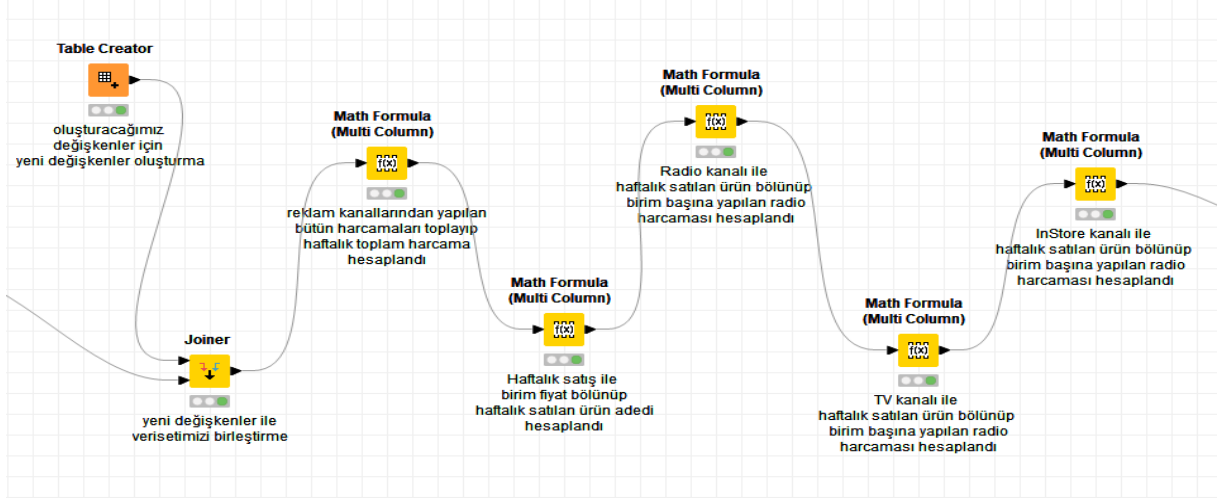 Table Creator
oluşturacağımız
değişkenler için
yeni değişkenler oluşturma
Joiner
yeni değişkenler ile
verisetimizi birleştirme
Math Formula
(Multi Column)
f(x)
reklam kanallarından yapılan
bütün harcamaları toplayıp
haftalık toplam harcama
hesaplandı
Math Formula
(Multi Column)
f(x)
Haftalık satış ile
birim fiyat bölünüp
haftalık satılan ürün adedi
hesaplandı
Math Formula
(Multi Column)
f(x)
Radio kanalı ile
haftalık satılan ürün bölünüp
birim başına yapılan radio
harcaması hesaplandı
Math Formula
(Multi Column)
f(x)
TV kanalı ile
haftalık satılan ürün bölünüp
birim başına yapılan radio
harcaması hesaplandı
Math Formula
(Multi Column)
f(x)
InStore kanalı ile
haftalık satılan ürün bölünüp
birim başına yapılan radio
harcaması hesaplandı